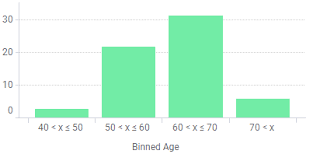 30
20
10
0
40 < x ≤ 50
50 < x ≤ 60
60 < x ≤ 70
70 < x
Binned Age